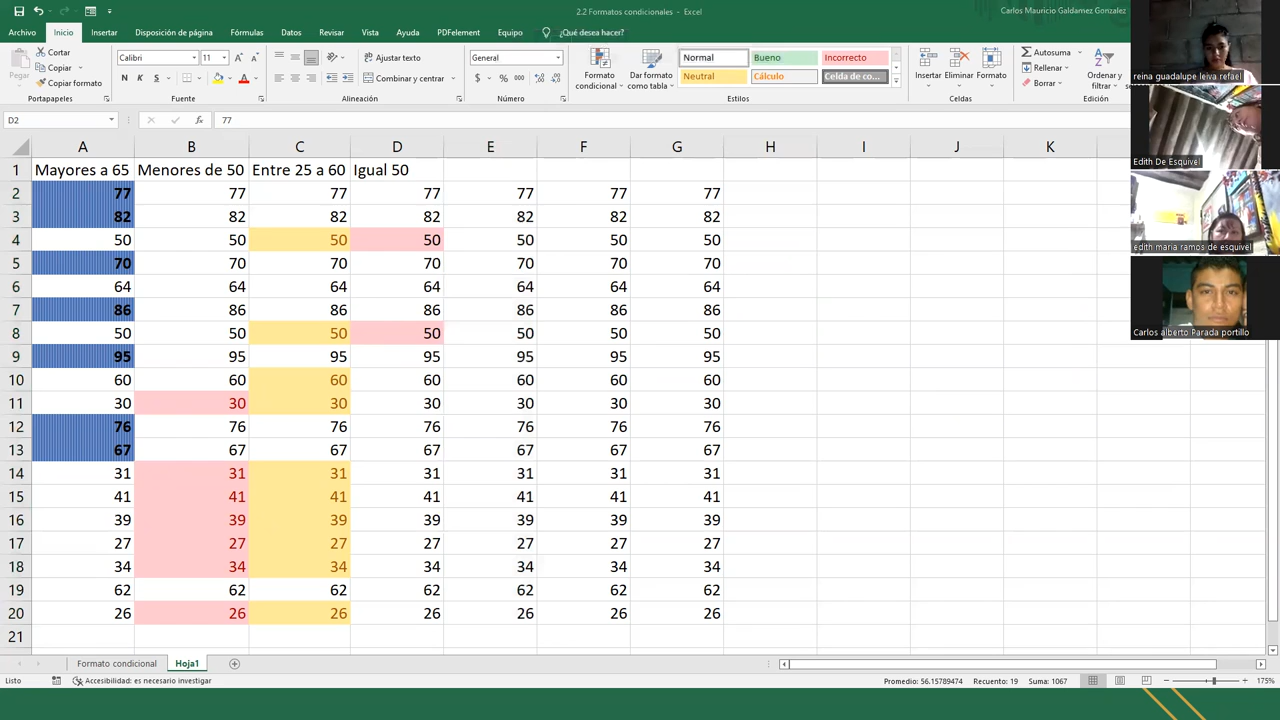 2.2 Formatos condicionales - Excel
Carlos Mauricio Galdamez Gonzalez
Archivo Inicio Insertar Disposición de página Fórmulas Datos Revisar Vista Ayuda PDFelement Equipo ¿Qué desea hacer?
Pegar
Cortar
Copiar
Copiar formato
Portapapeles
Calibri 11
N K S
Fuente
Ajustar texto
Combinar y centrar
Alineación
General
$ % 000
Número
Formato condicional
Dar formato como tabla
Normal Bueno Incorrecto
Neutral Cálculo Celda de co...
Estilos
Insertar Eliminar Formato
Celdas
Autosuma
Rellenar
Borrar
Ordenar y
Edición
D2 fx 77
A B C D E F G H I J K
1 Mayores a 65 Menores de 50 Entre 25 a 60 Igual 50
2 77 77 77 77 77 77 77
3 82 82 82 82 82 82 82
4 50 50 50 50 50 50 50
5 70 70 70 70 70 70 70
6 64 64 64 64 64 64 64
7 86 86 86 86 86 86 86
8 50 50 50 50 50 50 50
9 95 95 95 95 95 95 95
10 60 60 60 60 60 60 60
11 30 30 30 30 30 30 30
12 76 76 76 76 76 76 76
13 67 67 67 67 67 67 67
14 31 31 31 31 31 31 31
15 41 41 41 41 41 41 41
16 39 39 39 39 39 39 39
17 27 27 27 27 27 27 27
18 34 34 34 34 34 34 34
19 62 62 62 62 62 62 62
20 26 26 26 26 26 26 26
21
Formato condicional Hoja1
Listo Accesibilidad: es necesario investigar Promedio: 56.15789474 Recuento: 19 Suma: 1067 175%
reina guadalupe leiva refael
Edith De Esquivel
edith maria ramos de esquivel
Carlos alberto Parada portillo